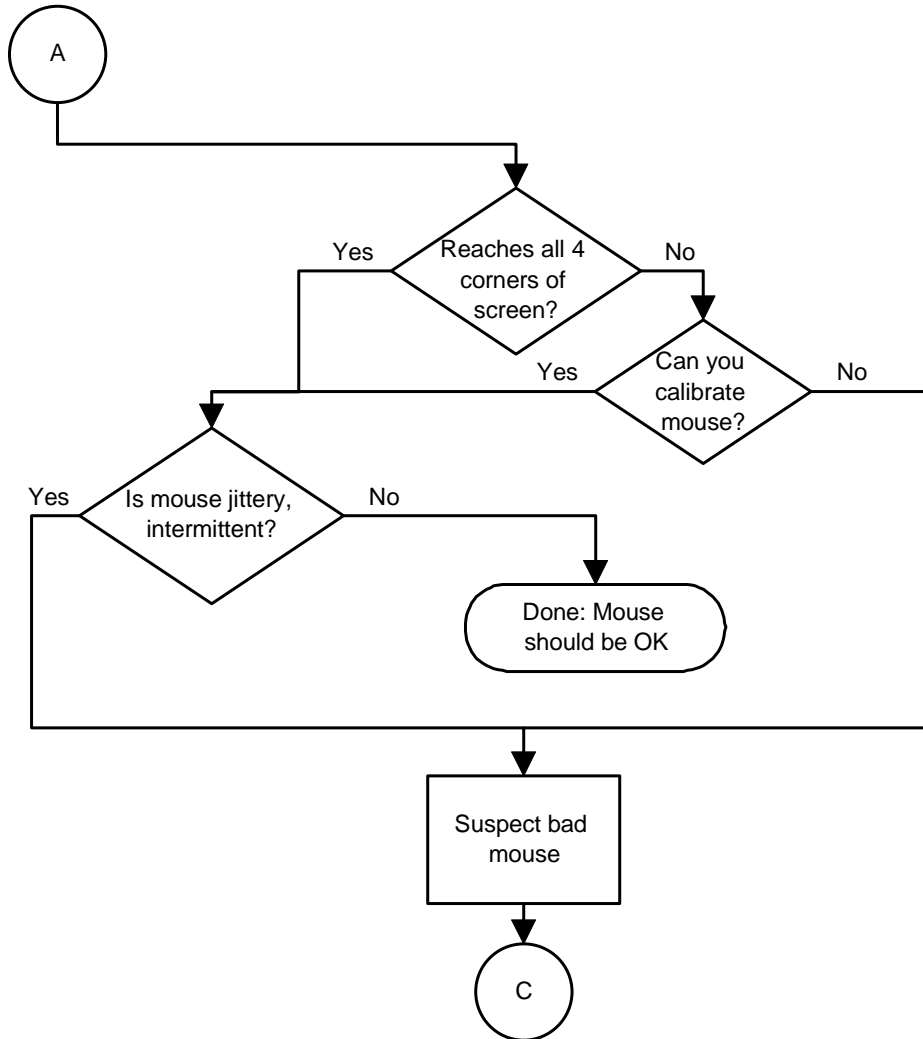 A
Yes
Reaches all 4
corners of
screen?
No
Yes
Can you
calibrate
mouse?
No
Yes
Is mouse jittery,
intermittent?
No
Done: Mouse
should be OK
Suspect bad
mouse
C